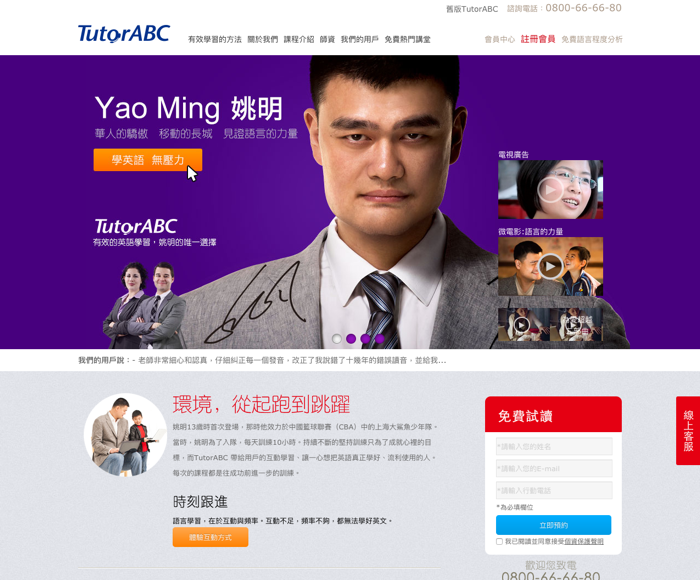 舊版TutorABC 諮詢電話：0800-66-66-80
TutorABC
有效學習的方法 關於我們 課程介紹 師資 我們的用戶 免費熱門講堂
會員中心 註冊會員 免費語言程度分析
Yao Ming 姚明
華人的驕傲 移動的長城 見證語言的力量
學英語 無壓力
電視廣告
TutorABC
有效的英語學習，姚明的唯一選擇
微電影:語言的力量
我們的用戶說：- 老師非常細心和認真，仔細糾正每一個發音，改正了我說錯了十幾年的錯誤讀音，並給我...
環境，從起跑到跳躍
姚明13歲時首次登場，那時他效力於中國籃球聯賽（CBA）中的上海大鯊魚少年隊。
當時，姚明為了入隊，每天訓練10小時。持續不斷的堅持訓練只為了成就心裡的目
標，而TutorABC 帶給用戶的互動學習，讓一心想把英語真正學好、流利使用的人，
每次的課程都是往成功前進一步的訓練。
時刻跟進
語言學習，在於互動與頻率。互動不足，頻率不夠，都無法學好英文。
體驗互動方式
免費試讀
*請輸入您的姓名
*請輸入您的E-mail
*請輸入行動電話
*為必填欄位
立即預約
我已閱讀並同意接受個資保護聲明
歡迎您致電
0800-66-66-80
線上客服